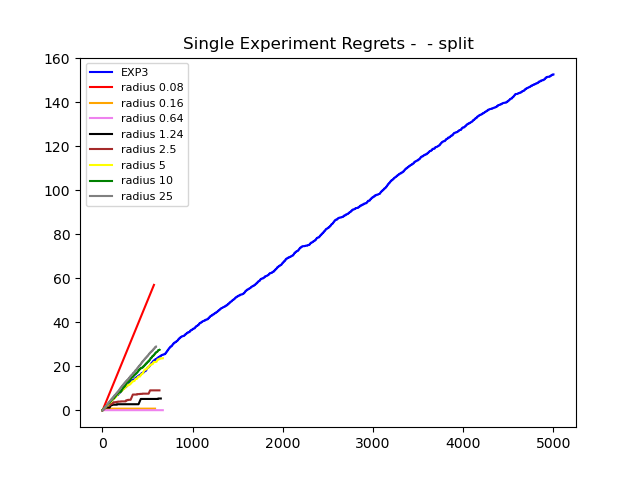 Single Experiment Regrets -  - split
EXP3
radius 0.08
radius 0.16
radius 0.64
radius 1.24
radius 2.5
radius 5
radius 10
radius 25
160
140
120
100
80
60
40
20
0
0 1000 2000 3000 4000 5000